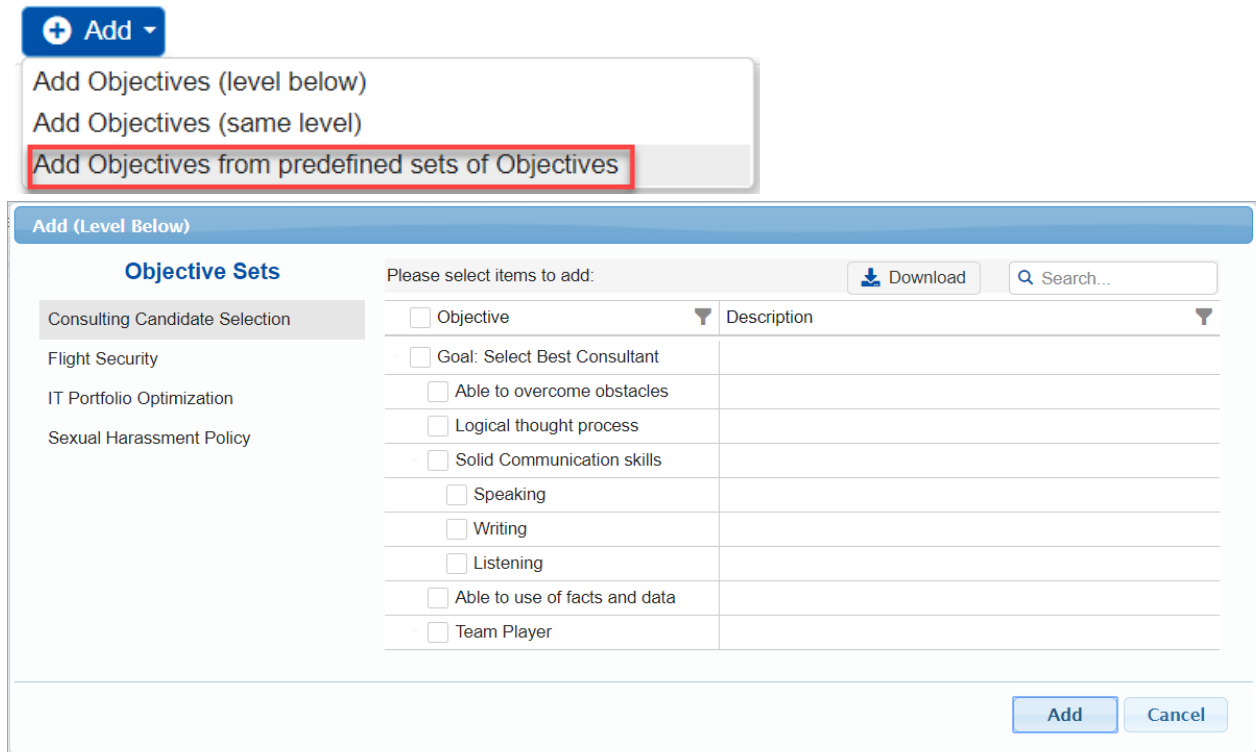 Add
Add Objectives (level below)
Add Objectives (same level)
Add Objectives from predefined sets of Objectives
Add (Level Below)
Objective Sets
Consulting Candidate Selection
Flight Security
IT Portfolio Optimization
Sexual Harassment Policy
Please select items to add:
Download
Search...
Objective
Description
Goal: Select Best Consultant
Able to overcome obstacles
Logical thought process
Solid Communication skills
Speaking
Writing
Listening
Able to use of facts and data
Team Player
Add
Cancel